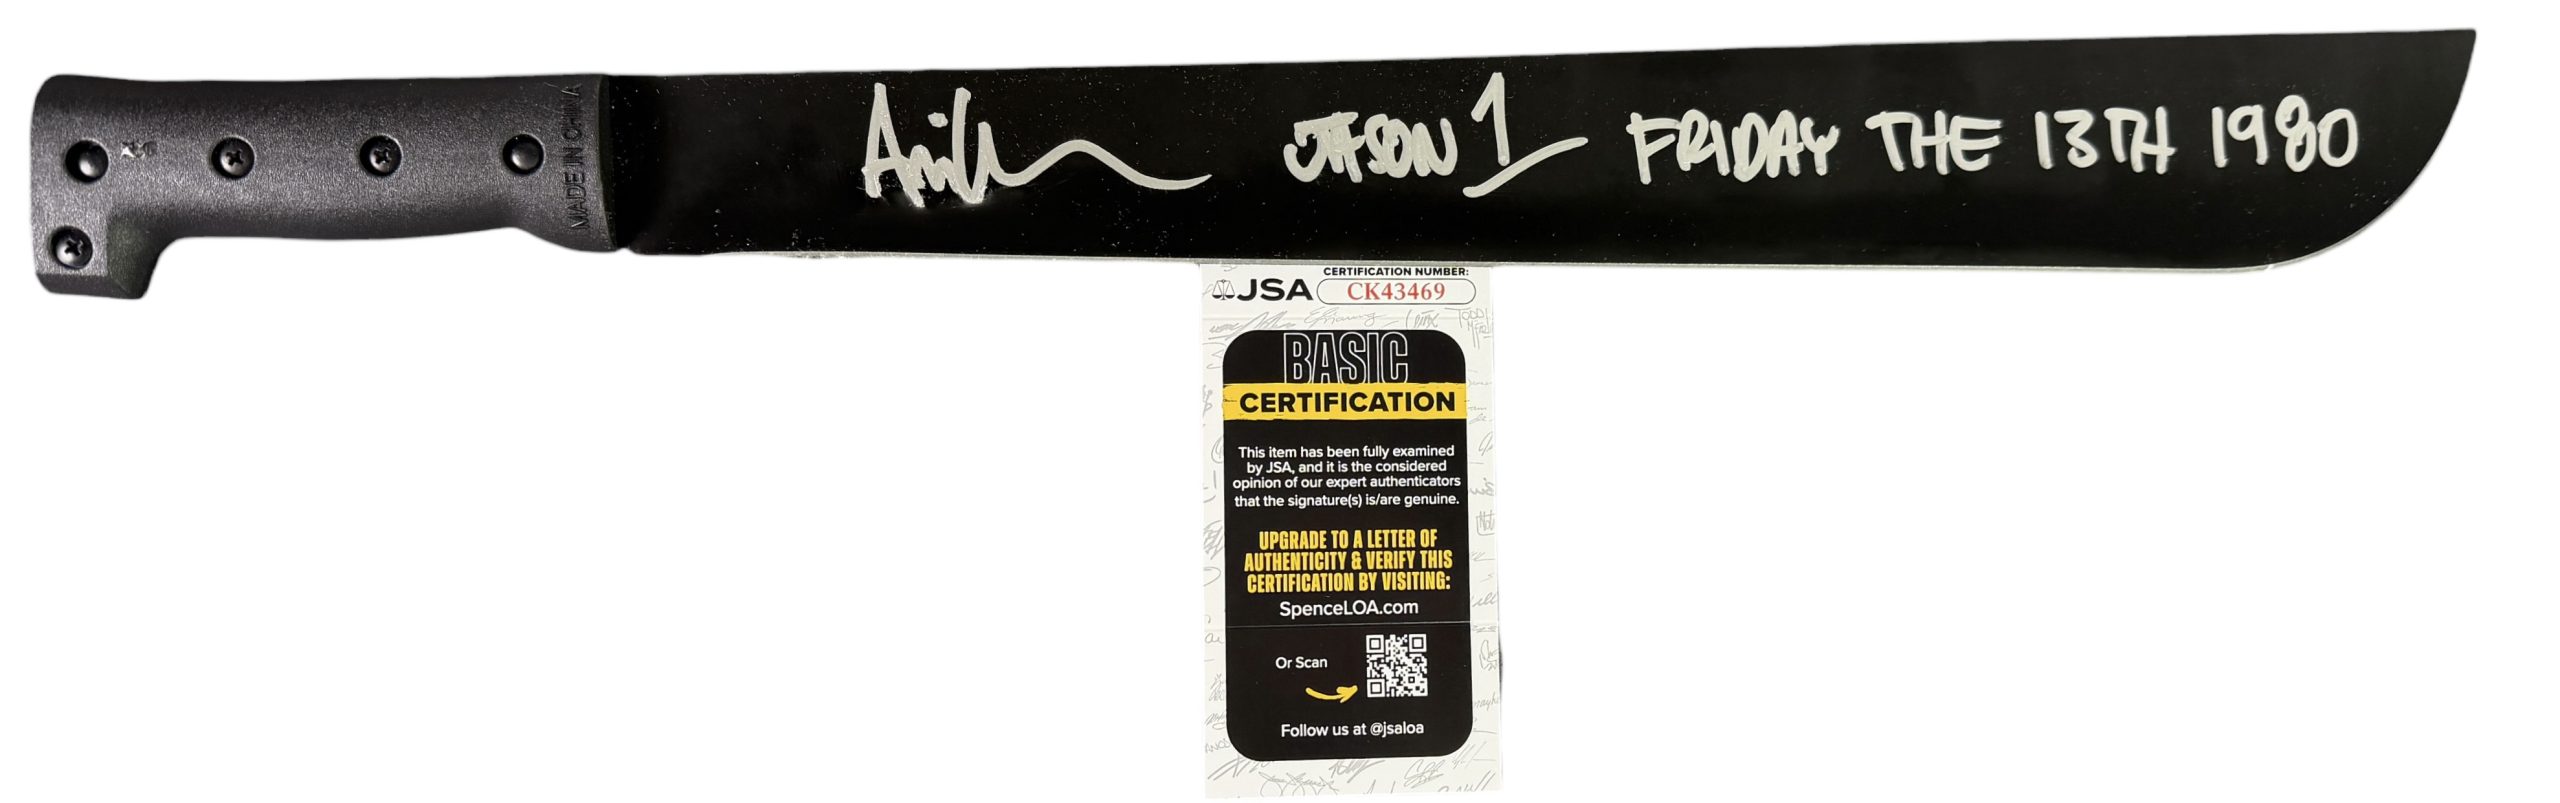 MADE IN CHINA
Ari JASON 1 FRIDAY THE 13TH 1980
CERTIFICATION NUMBER:
JSA CK43469
BASIC
CERTIFICATION
This item has been fully examined
by JSA, and it is the considered
opinion of our expert authenticators
that the signature(s) is/are genuine.
UPGRADE TO A LETTER OF
AUTHENTICITY & VERIFY THIS
CERTIFICATION BY VISITING:
SpenceLOA.com
Or Scan
Follow us at @jsaloa